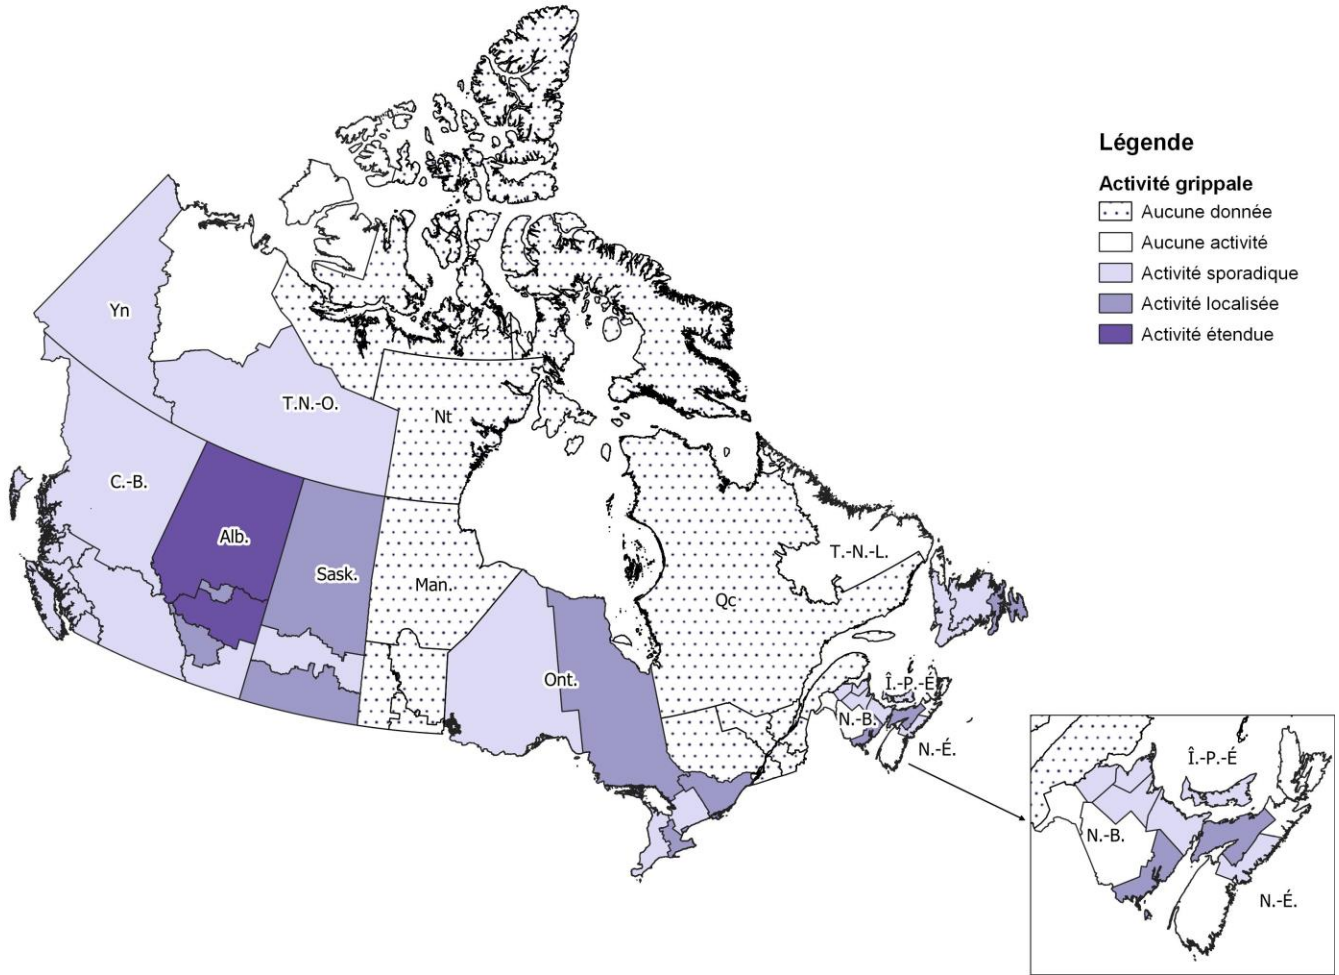 Légende
Activité grippale
Aucune donnée
Aucune activité
Activité sporadique
Activité localisée
Activité étendue
Yn
T.N.-O.
Nt
C.-B.
Alb.
Sask.
Man.
Ont.
Qc
T.-N.-L.
Î.-P.-É
N.-B.
N.-É.
Î.-P.-É
N.-B.
N.-É.